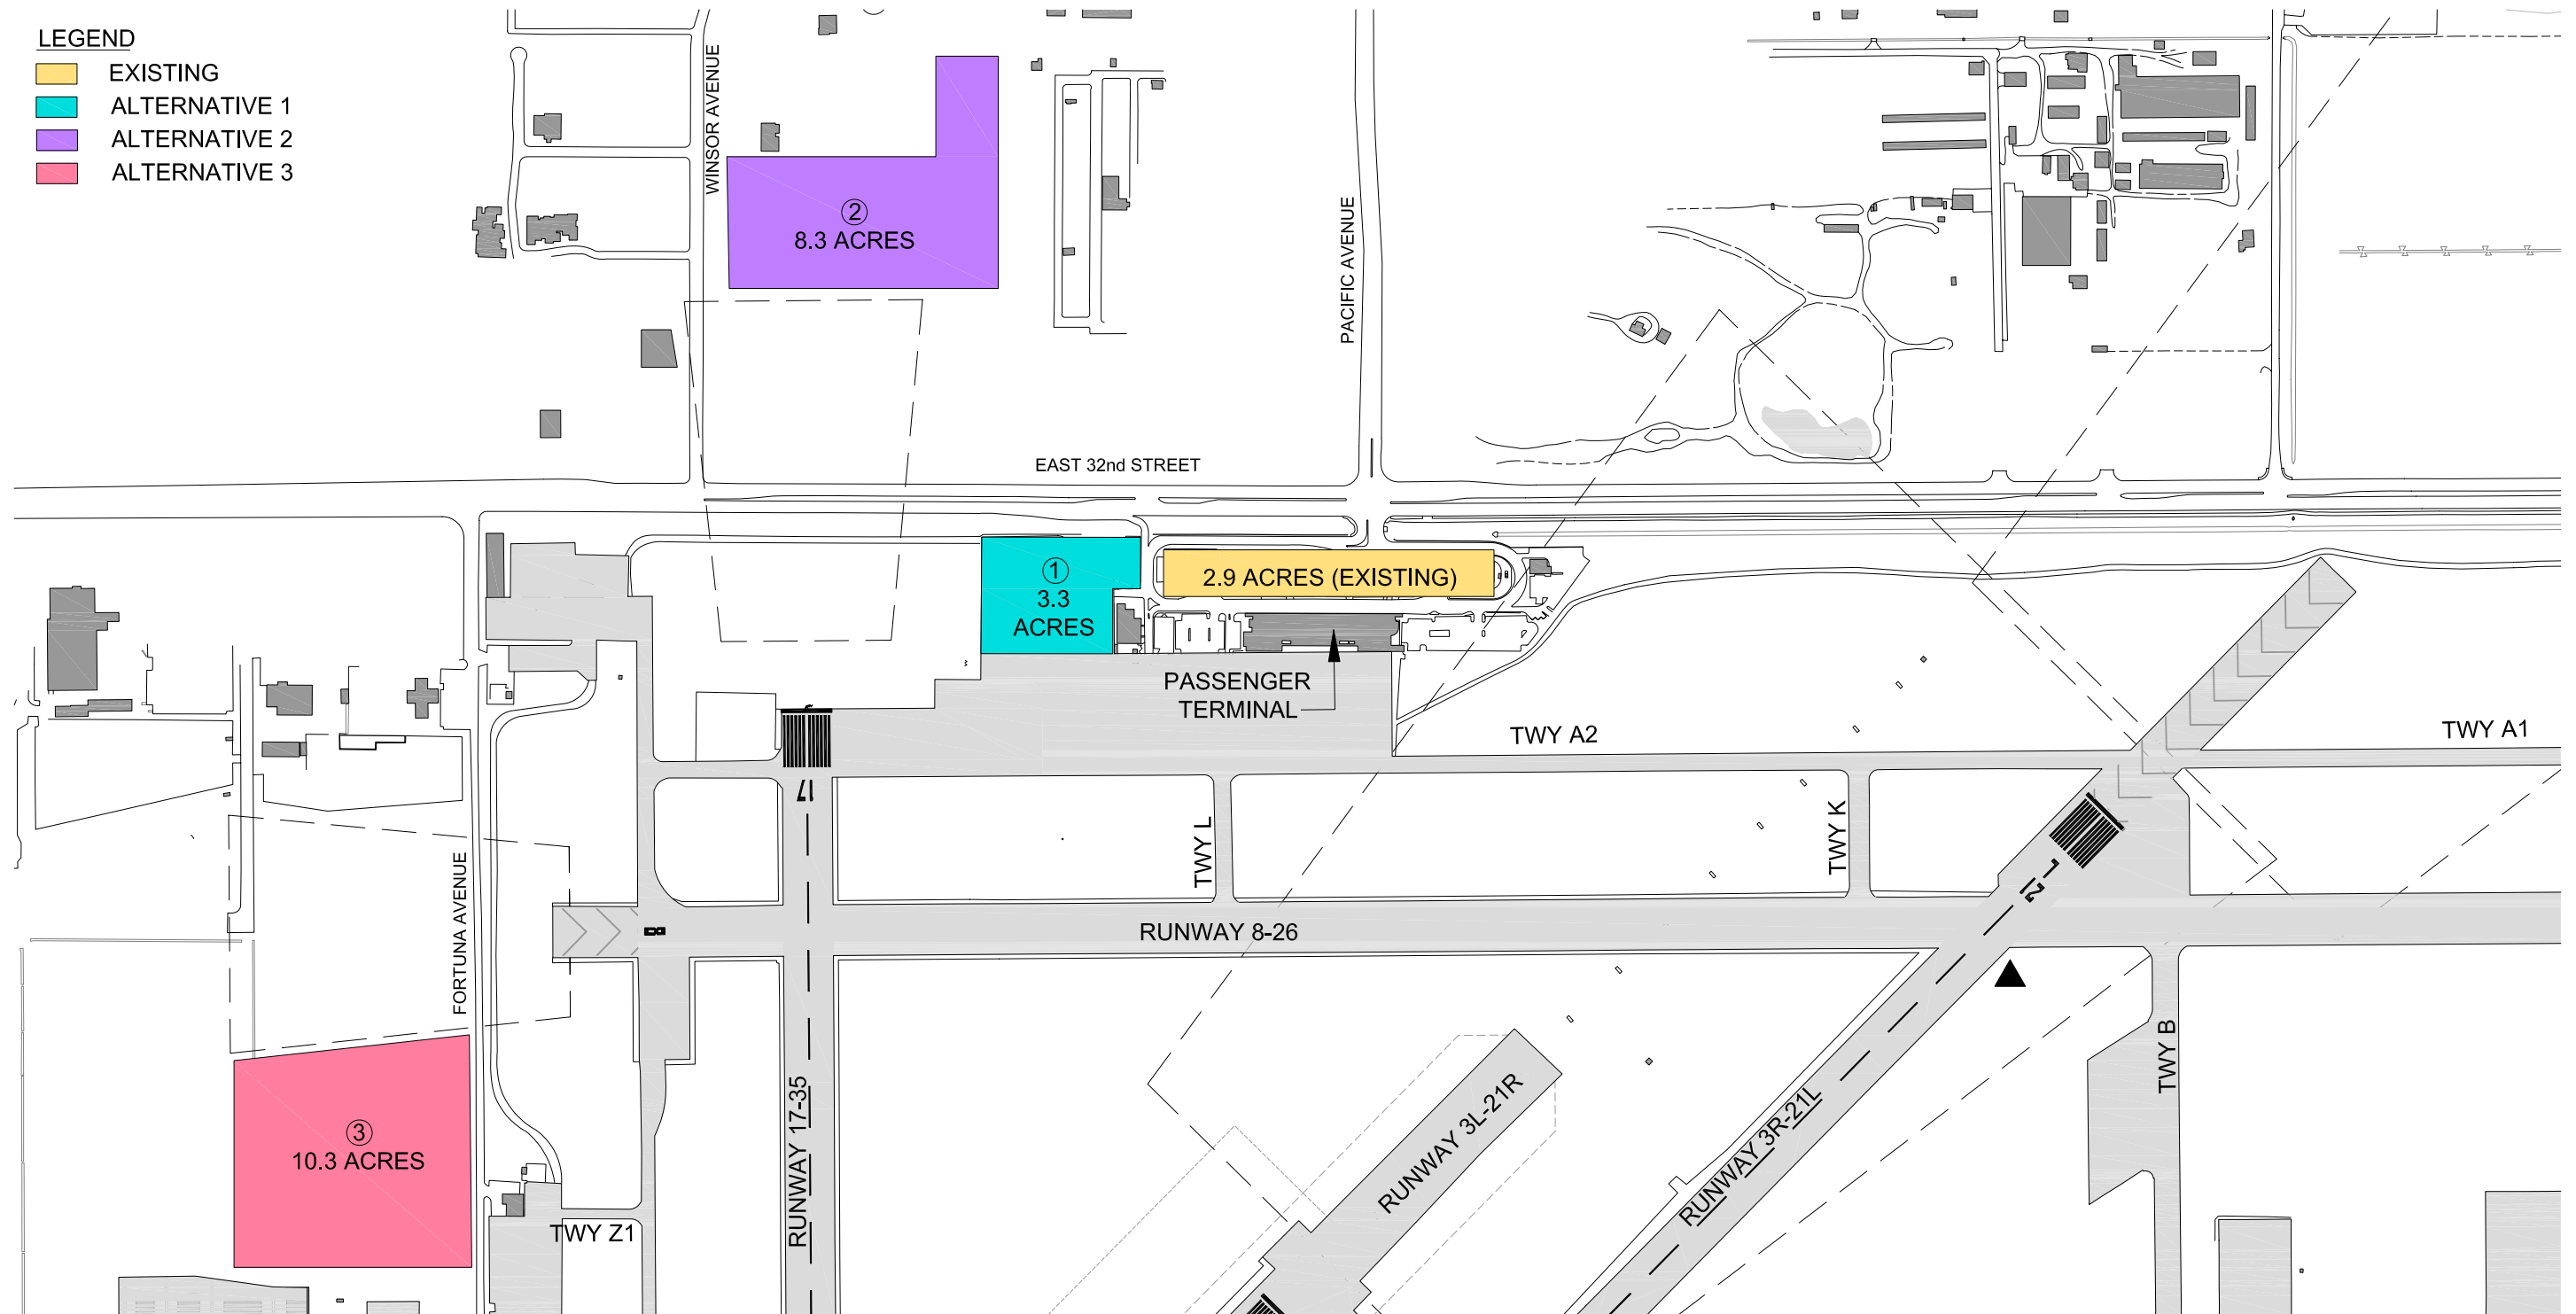 LEGEND
EXISTING
ALTERNATIVE 1
ALTERNATIVE 2
ALTERNATIVE 3
WINSOR AVENUE
2
8.3 ACRES
PACIFIC AVENUE
EAST 32nd STREET
1
3.3
ACRES
2.9 ACRES (EXISTING)
PASSENGER
TERMINAL
TWY A2
TWY A1
17
TWY L
TWY K
21L
FORTUNA AVENUE
8
RUNWAY 8-26
TWY B
RUNWAY 17-35
RUNWAY 3L-21R
RUNWAY 3R-21L
3
10.3 ACRES
TWY Z1